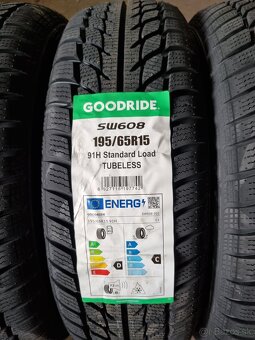 GOODRIDE
SW608
195/65R15
91H Standard Load
TUBELESS
ENERG
D
C